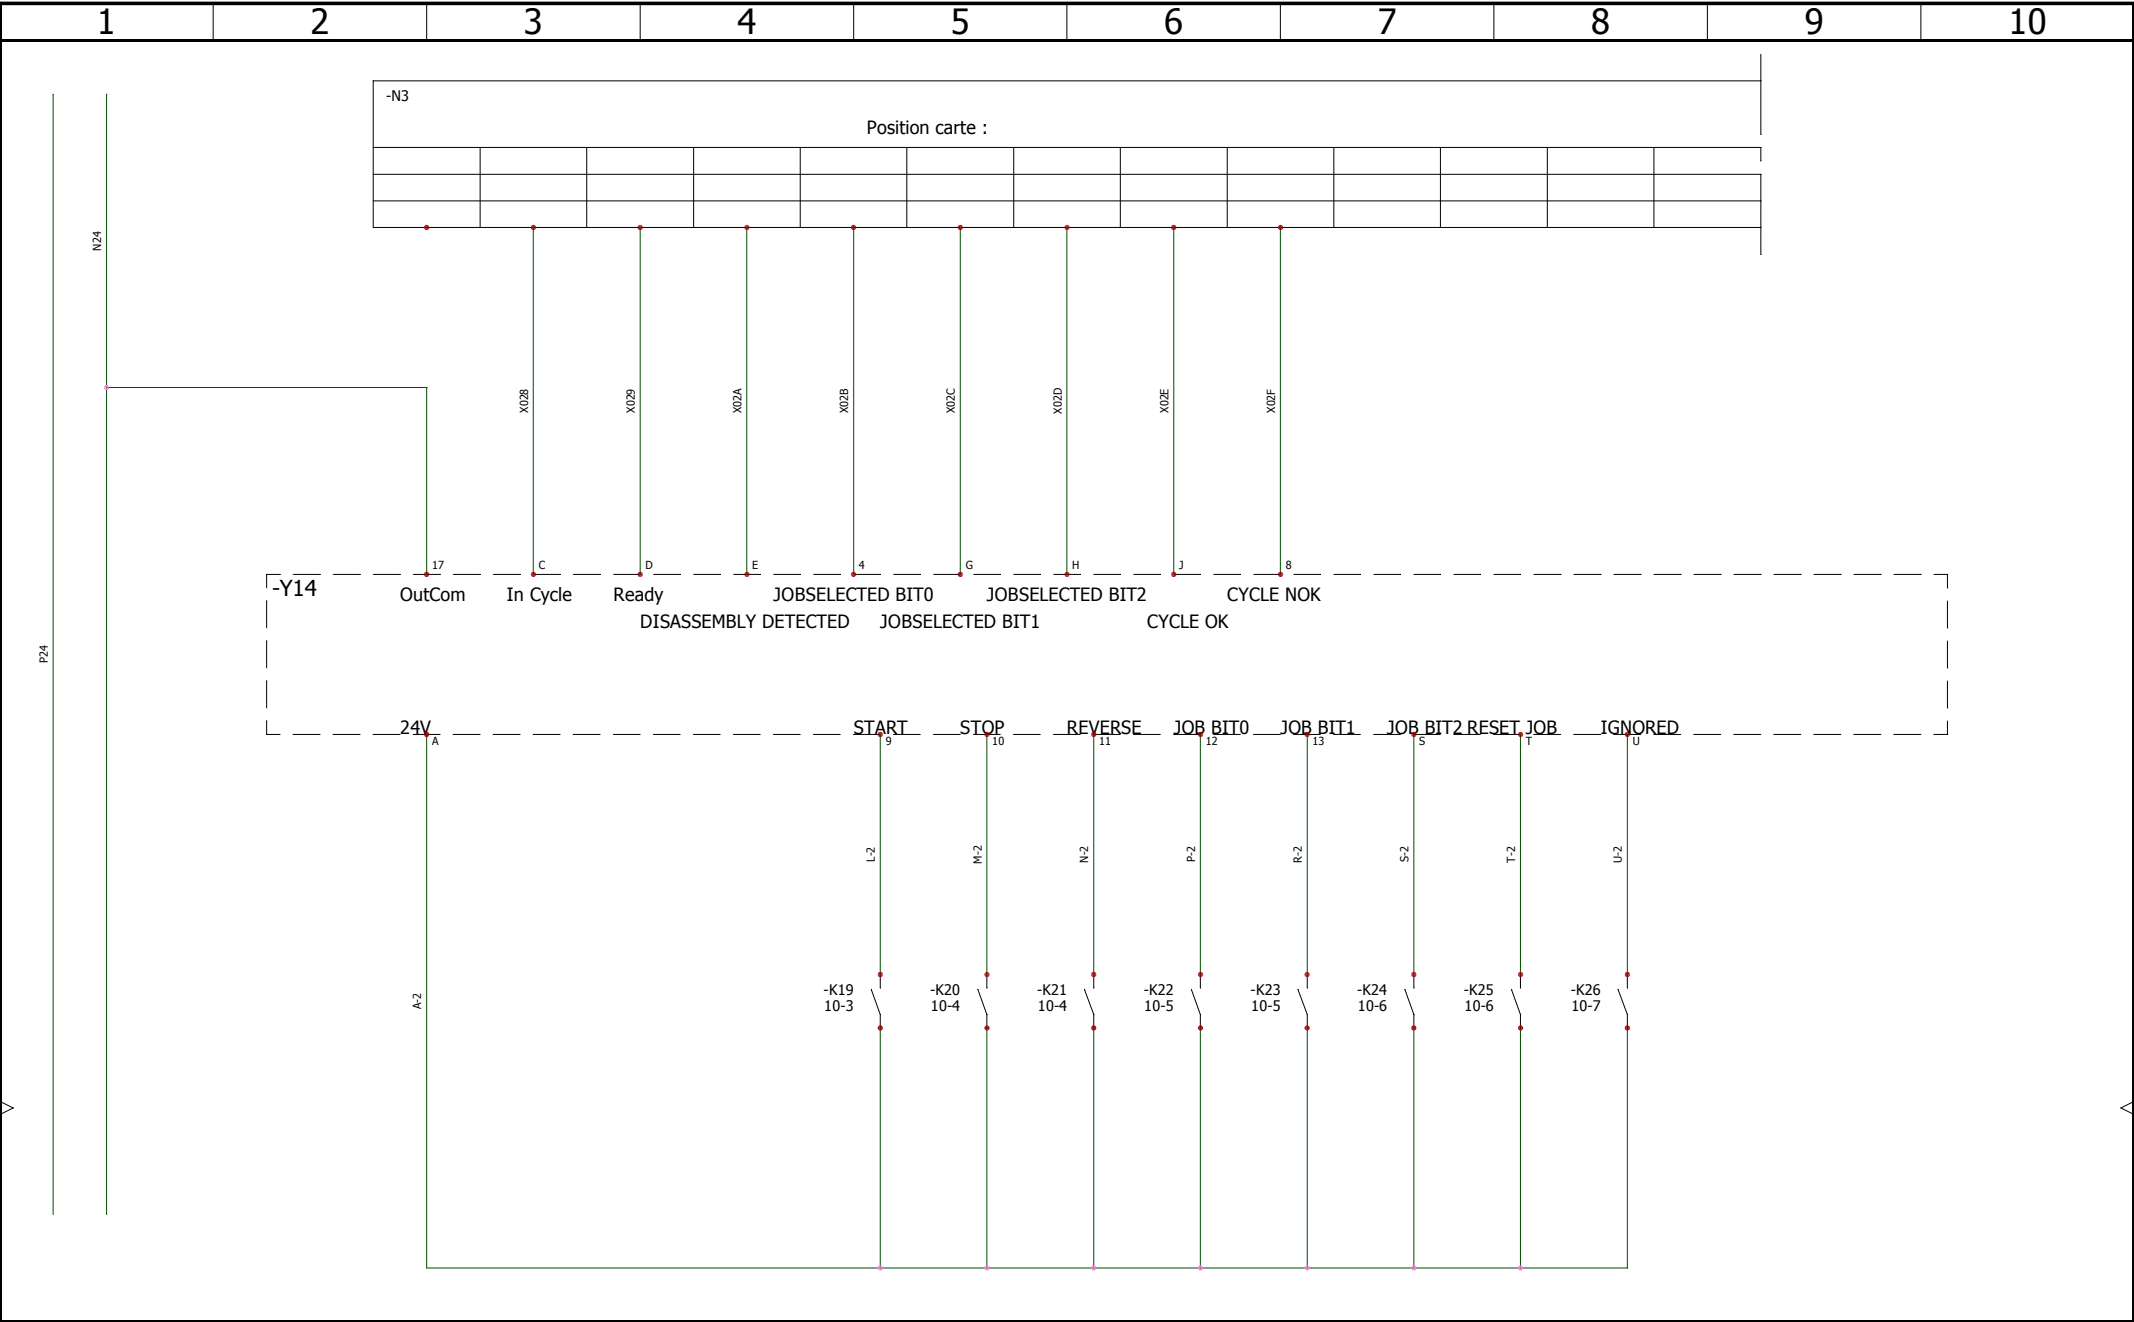 1 2 3 4 5 6 7 8 9 10
-N3
Position carte :
N24
X028 X029 X02A X02B X02C X02D X02E X02F
17 C D E 4 G H J 8
-Y14
OutCom In Cycle Ready JOBSELECTED BIT0 JOBSELECTED BIT2 CYCLE NOK
DISASSEMBLY DETECTED JOBSELECTED BIT1 CYCLE OK
P24
24V START STOP REVERSE JOB BIT0 JOB BIT1 JOB BIT2 RESET JOB IGNORED
A 9 10 11 12 13 S T U
L-2 M-2 N-2 P-2 R-2 S-2 T-2 U-2
A-2
-K19 -K20 -K21 -K22 -K23 -K24 -K25 -K26
10-3 10-4 10-4 10-5 10-5 10-6 10-6 10-7